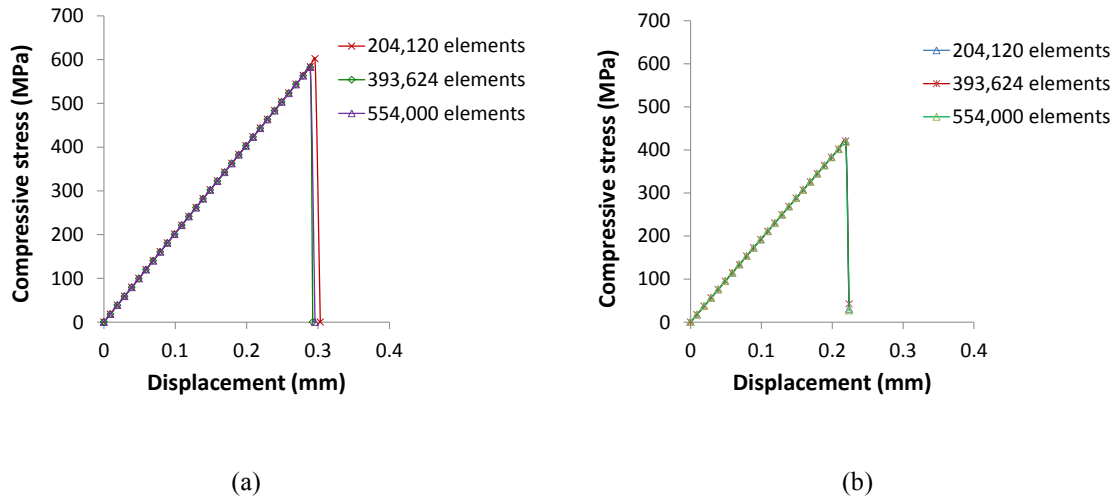 700
600
500
400
300
200
100
0
Compressive stress (MPa)
0 0.1 0.2 0.3 0.4
Displacement (mm)
204,120 elements
393,624 elements
554,000 elements
(a)
700
600
500
400
300
200
100
0
Compressive stress (MPa)
0 0.1 0.2 0.3 0.4
Displacement (mm)
204,120 elements
393,624 elements
554,000 elements
(b)